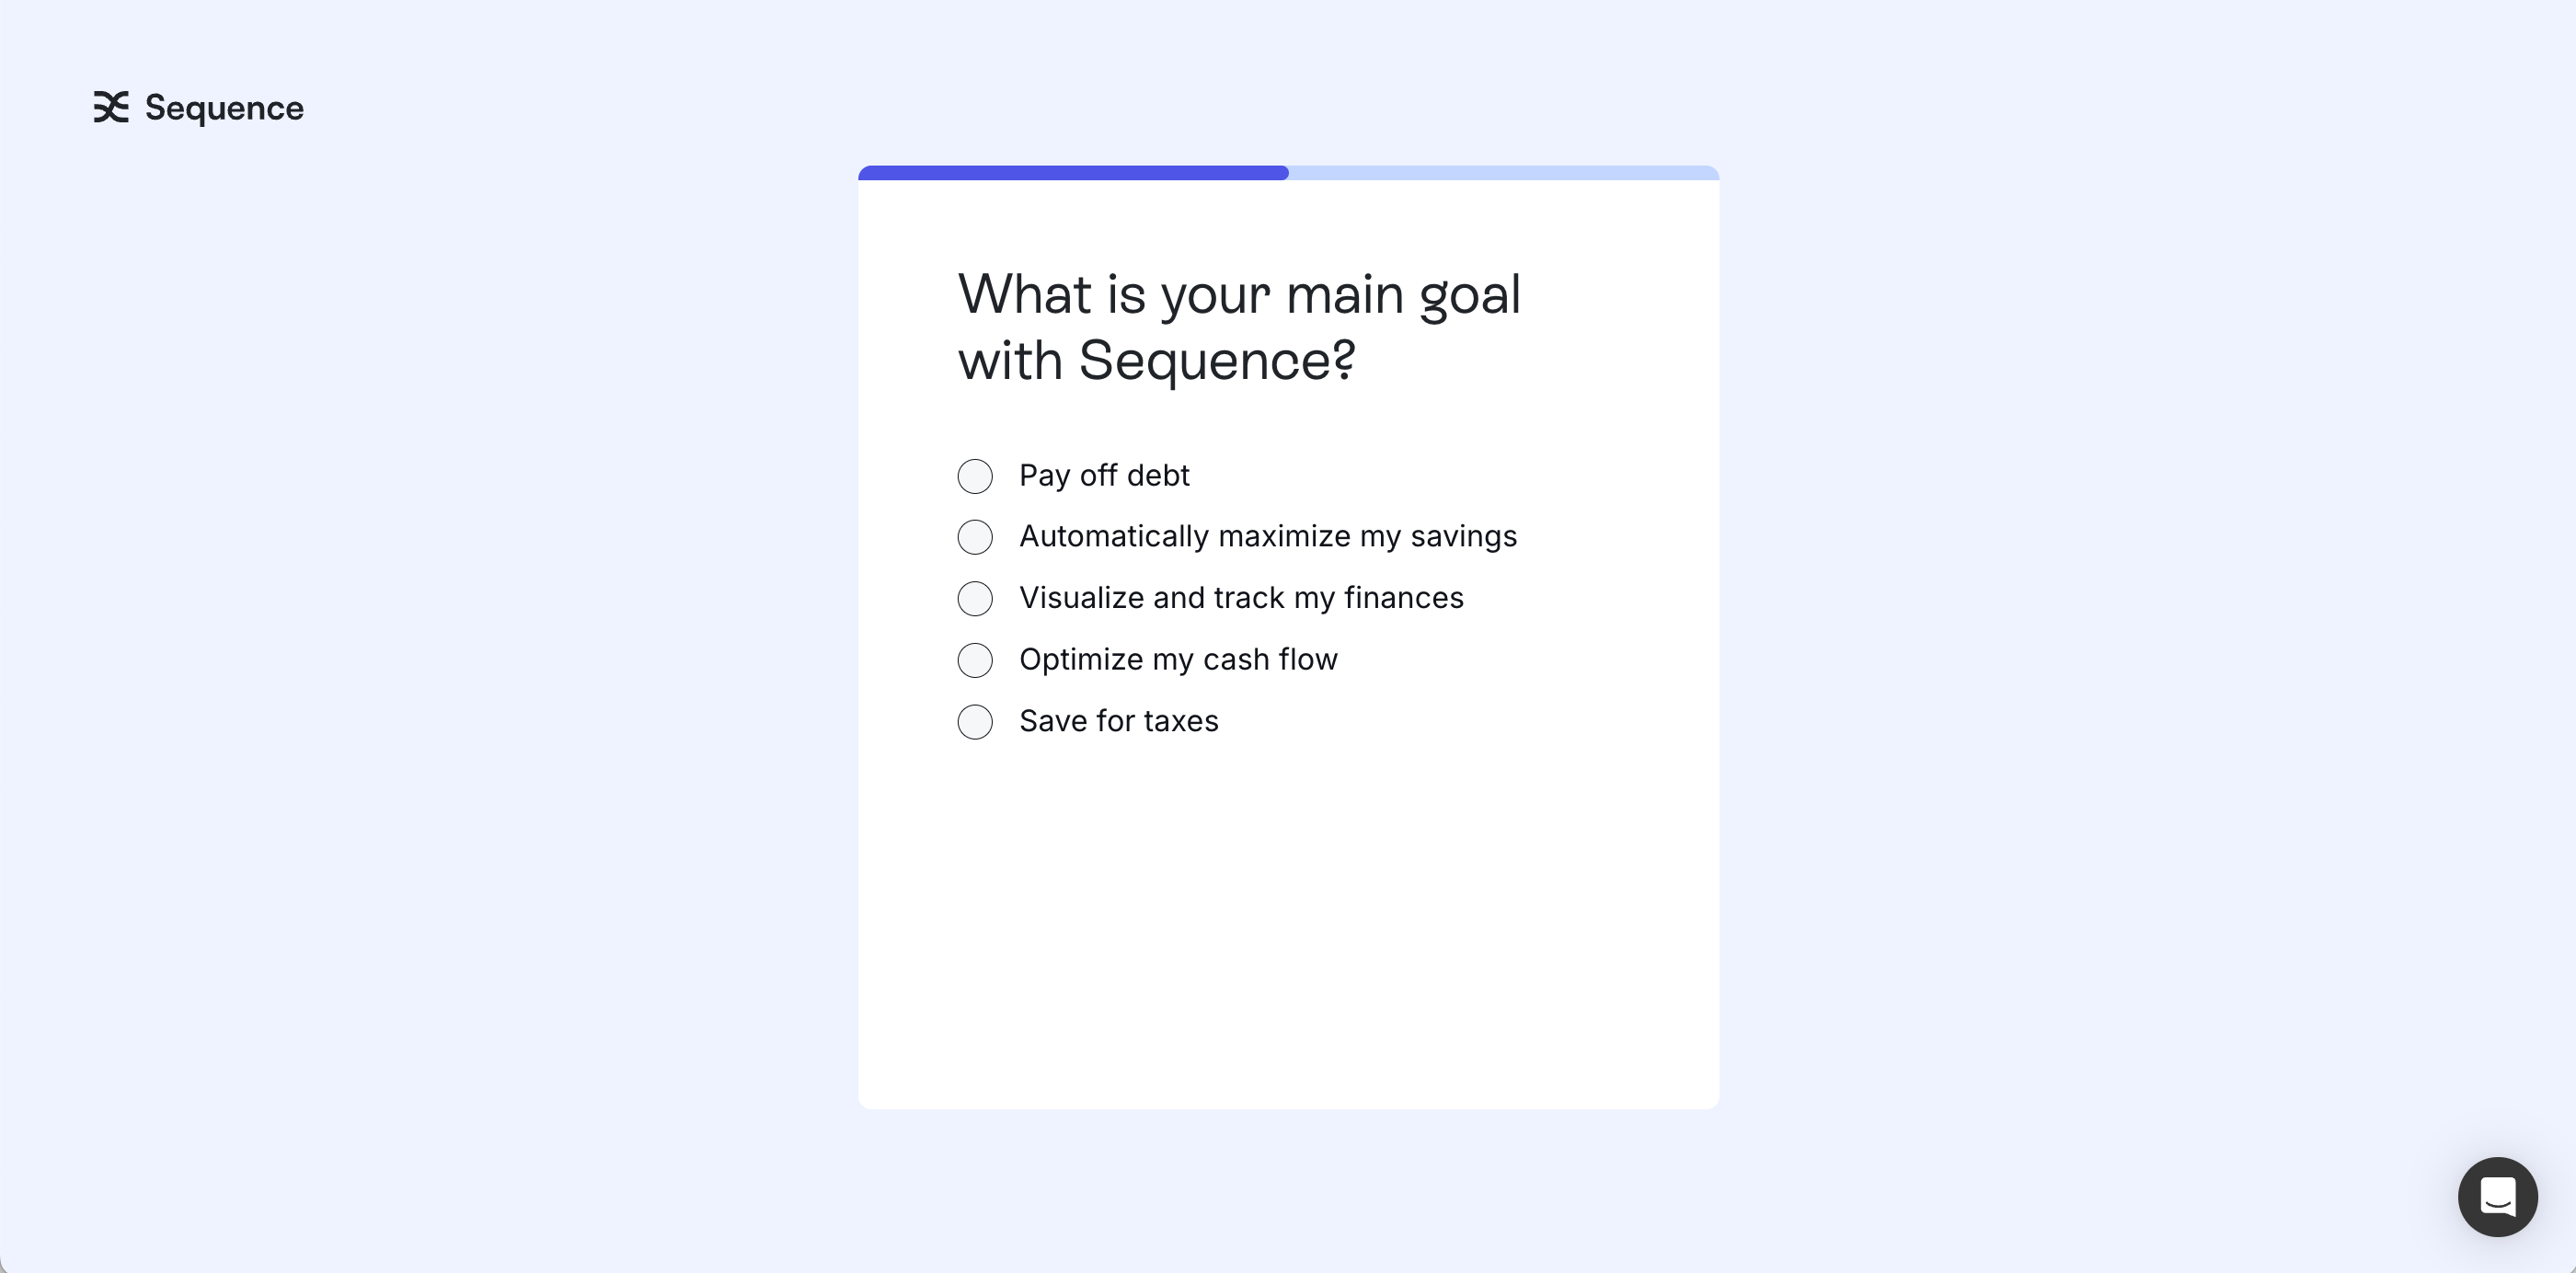 Sequence
What is your main goal
with Sequence?
Pay off debt
Automatically maximize my savings
Visualize and track my finances
Optimize my cash flow
Save for taxes